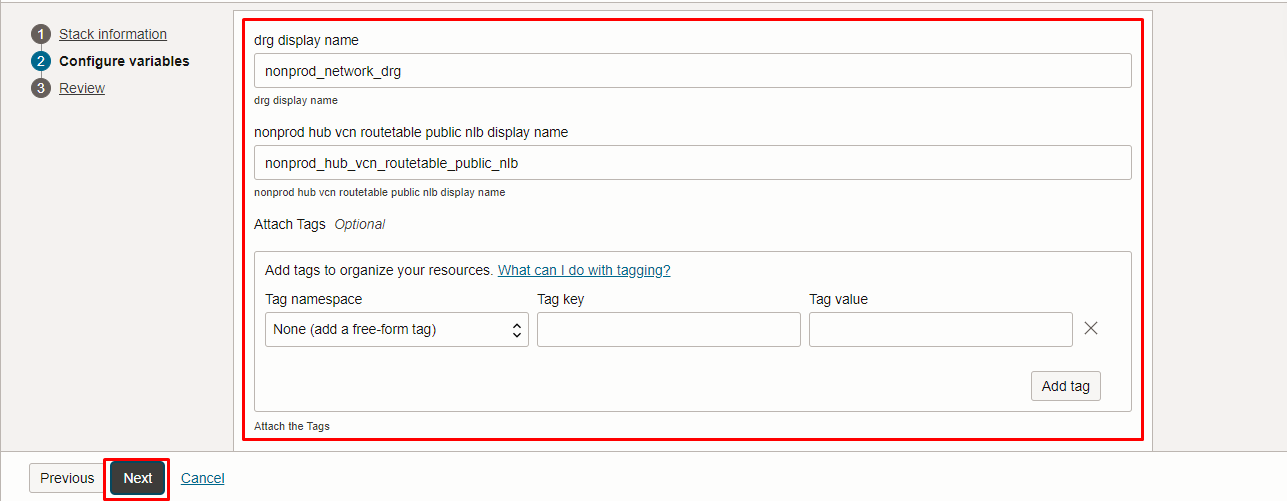 1 Stack information
2 Configure variables
3 Review
drg display name
nonprod_network_drg
drg display name
nonprod hub vcn routetable public nlb display name
nonprod_hub_vcn_routetable_public_nlb
nonprod hub vcn routetable public nlb display name
Attach Tags Optional
Add tags to organize your resources. What can I do with tagging?
Tag namespace Tag key Tag value
None (add a free-form tag)
Add tag
Attach the Tags
Previous Next Cancel